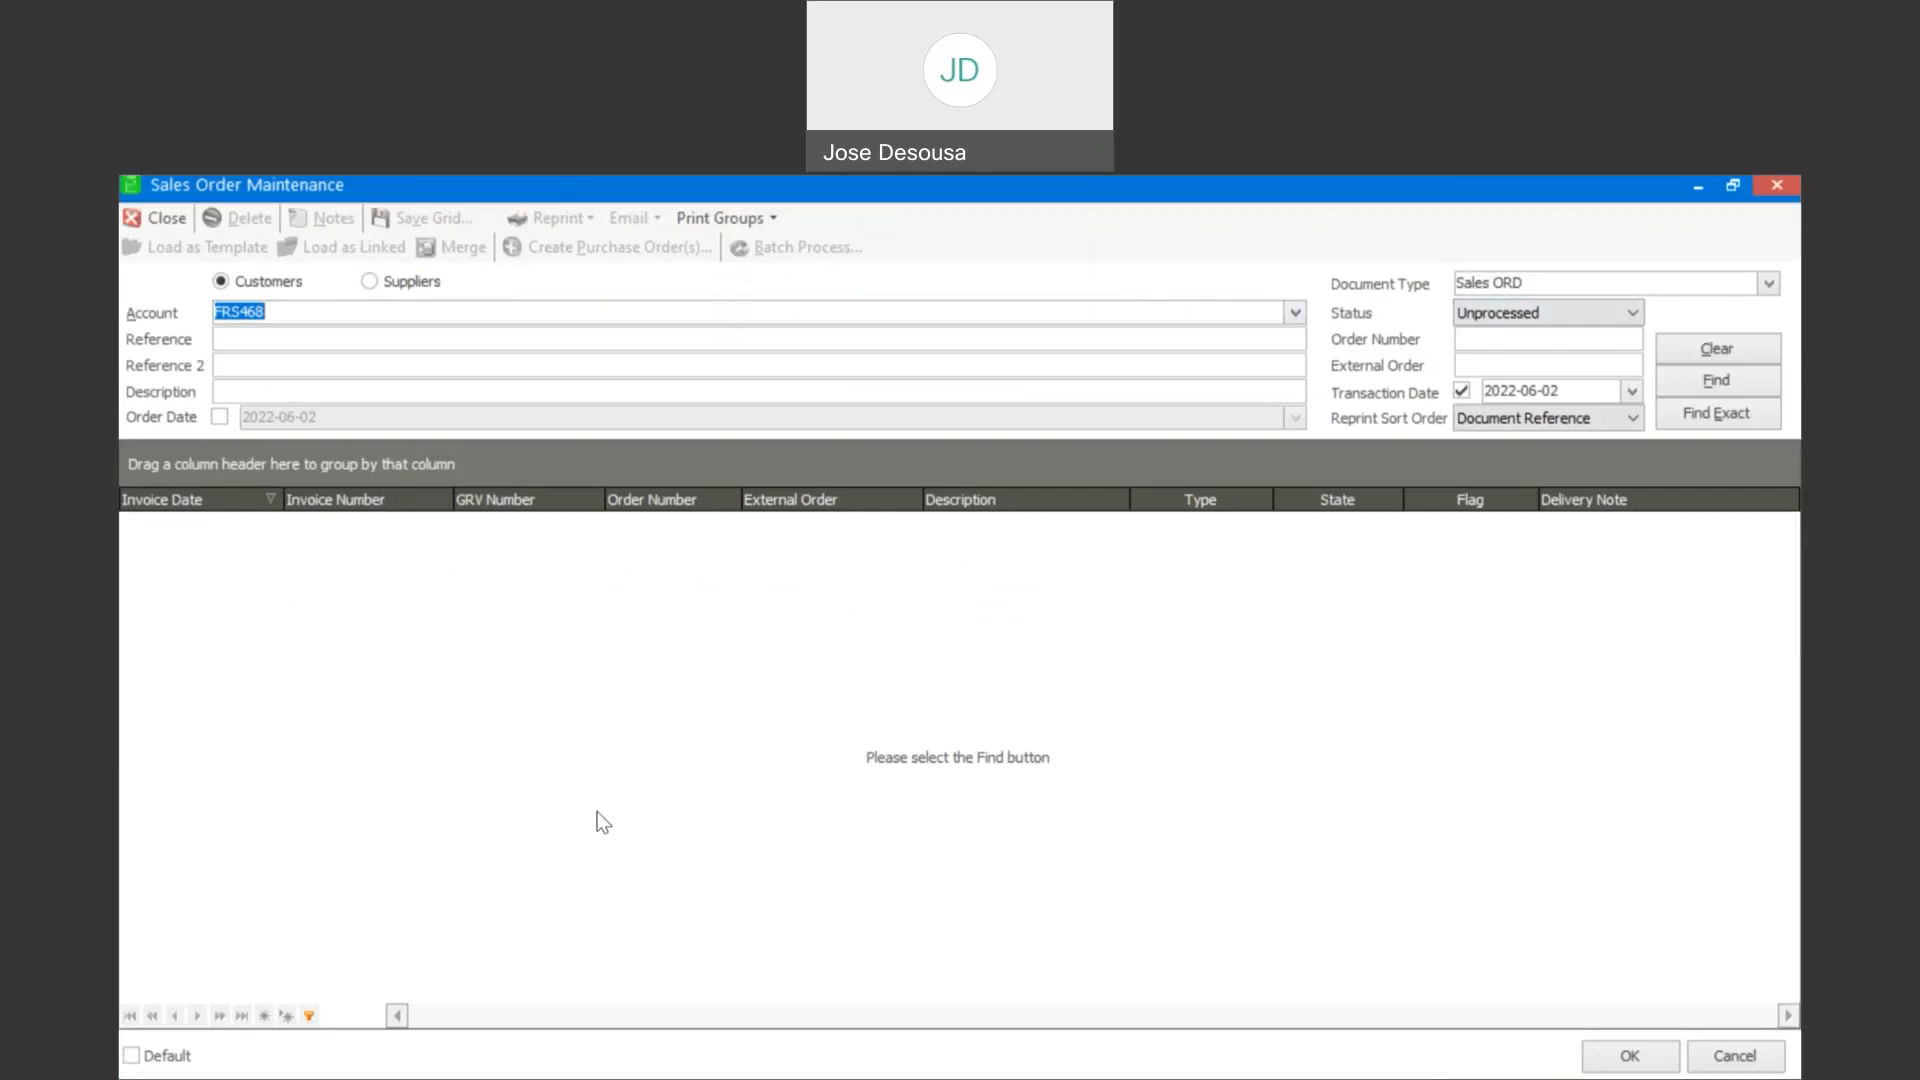 JD
Jose Desousa
Sales Order Maintenance
Close Delete Notes Save Grid... Reprint Email Print Groups
Load as Template Load as Linked Merge Create Purchase Order(s)... Batch Process...
Customers Suppliers
Document Type Sales ORD
Account FRS468
Status Unprocessed
Reference
Order Number
Clear
Reference 2
External Order
Find
Description
Transaction Date 2022-06-02
Order Date 2022-06-02
Reprint Sort Order Document Reference
Find Exact
Drag a column header here to group by that column
Invoice Date Invoice Number GRV Number Order Number External Order Description Type State Flag Delivery Note
Please select the Find button
Default
OK Cancel